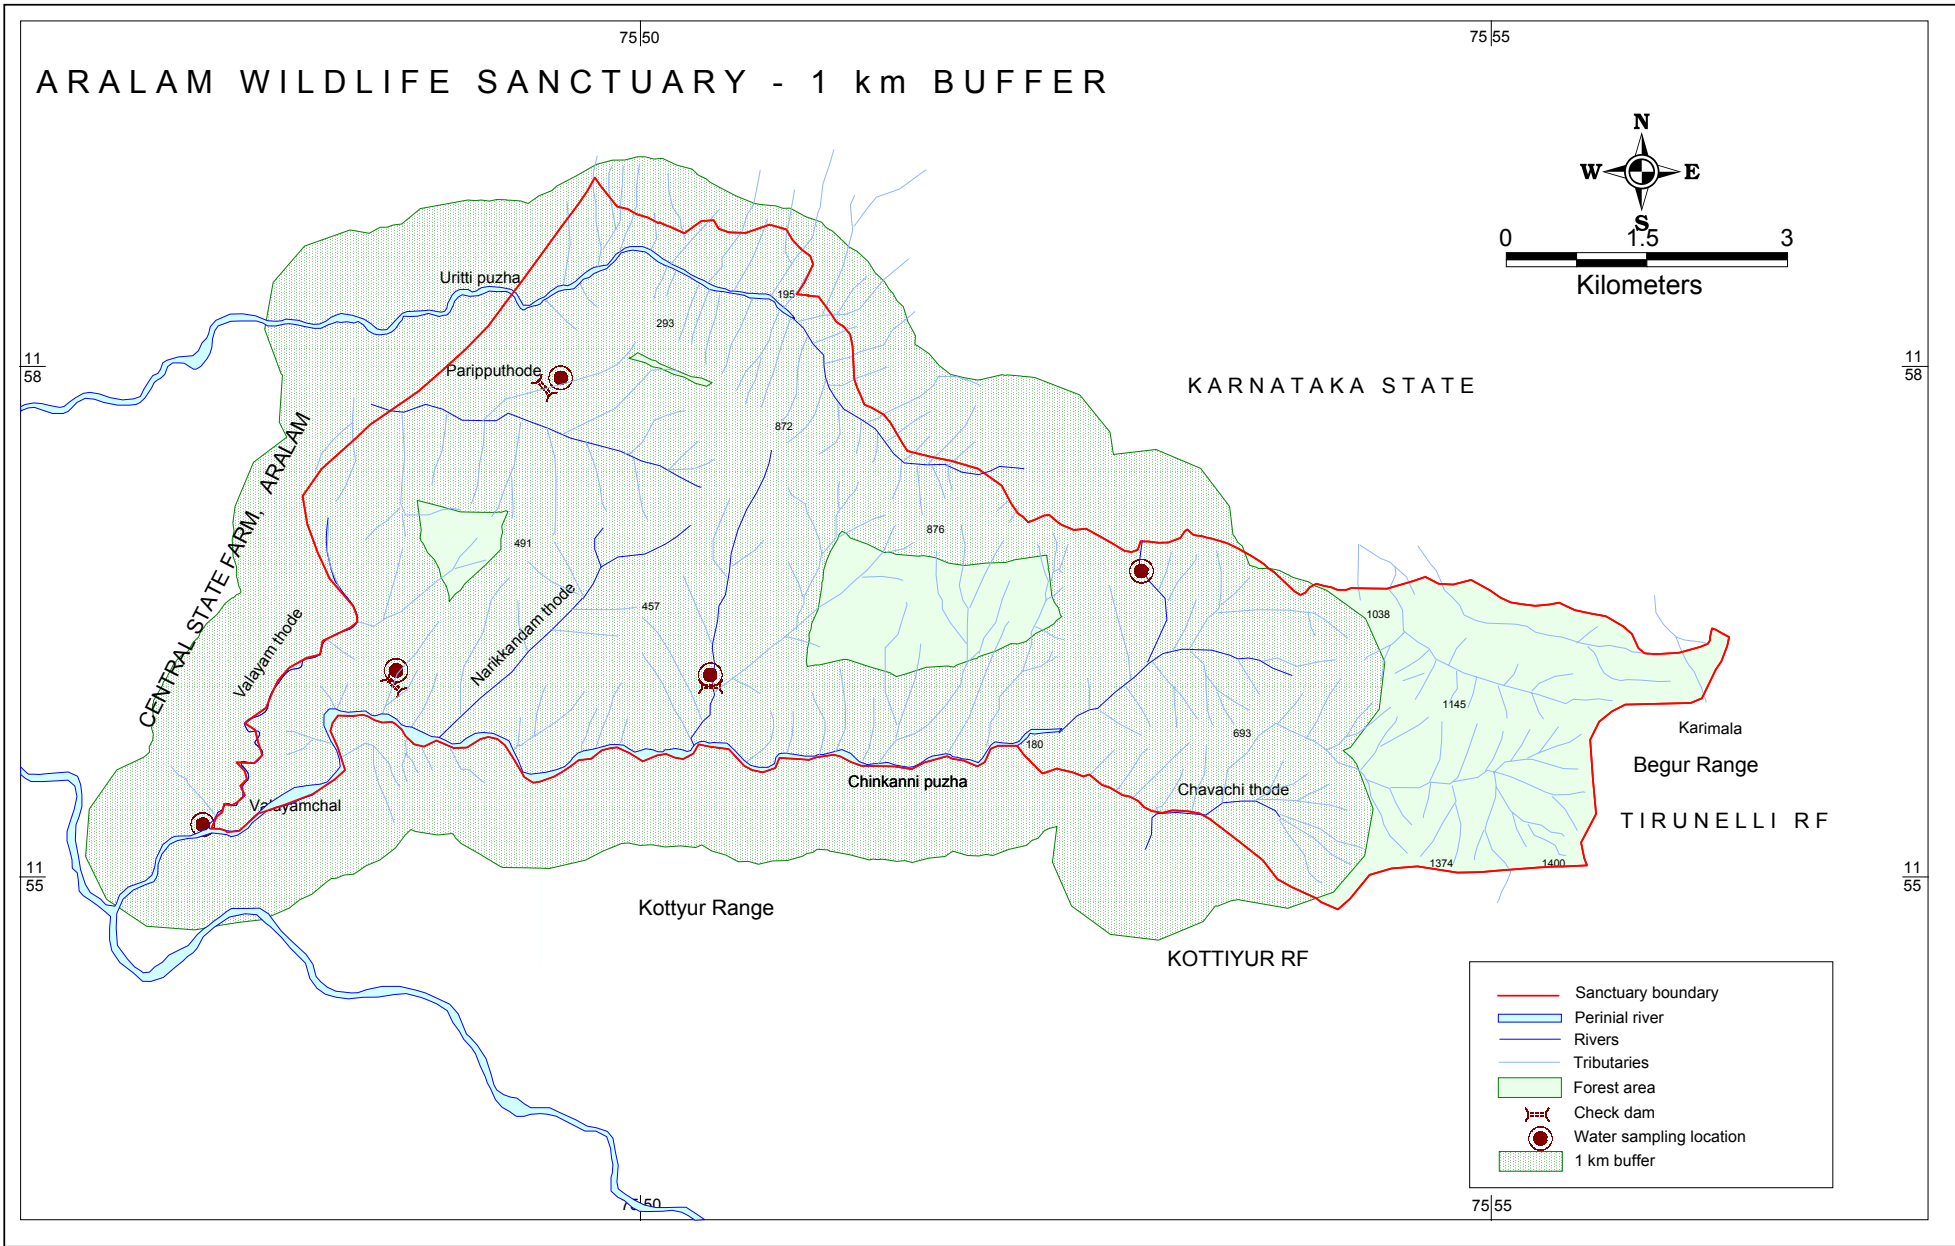 75 50
75 55
ARALAM WILDLIFE SANCTUARY - 1 km BUFFER
N
W E
S
0 1.5 3
Kilometers
Uritti puzha
195
293
11
58
Paripputhode
KARNATAKA STATE
11
58
872
CENTRAL STATE FARM, ARALAM
876
491
457
Narikkandam thode
Valayam thode
1038
1145
Karimala
693
180
Begur Range
Chinkanni puzha
Chavachi thode
Valayamchal
TIRUNELLI RF
1374
1400
11
55
11
55
Kottyur Range
KOTTIYUR RF
Sanctuary boundary
Perinial river
Rivers
Tributaries
Forest area
Check dam
Water sampling location
1 km buffer
75 50
75 55